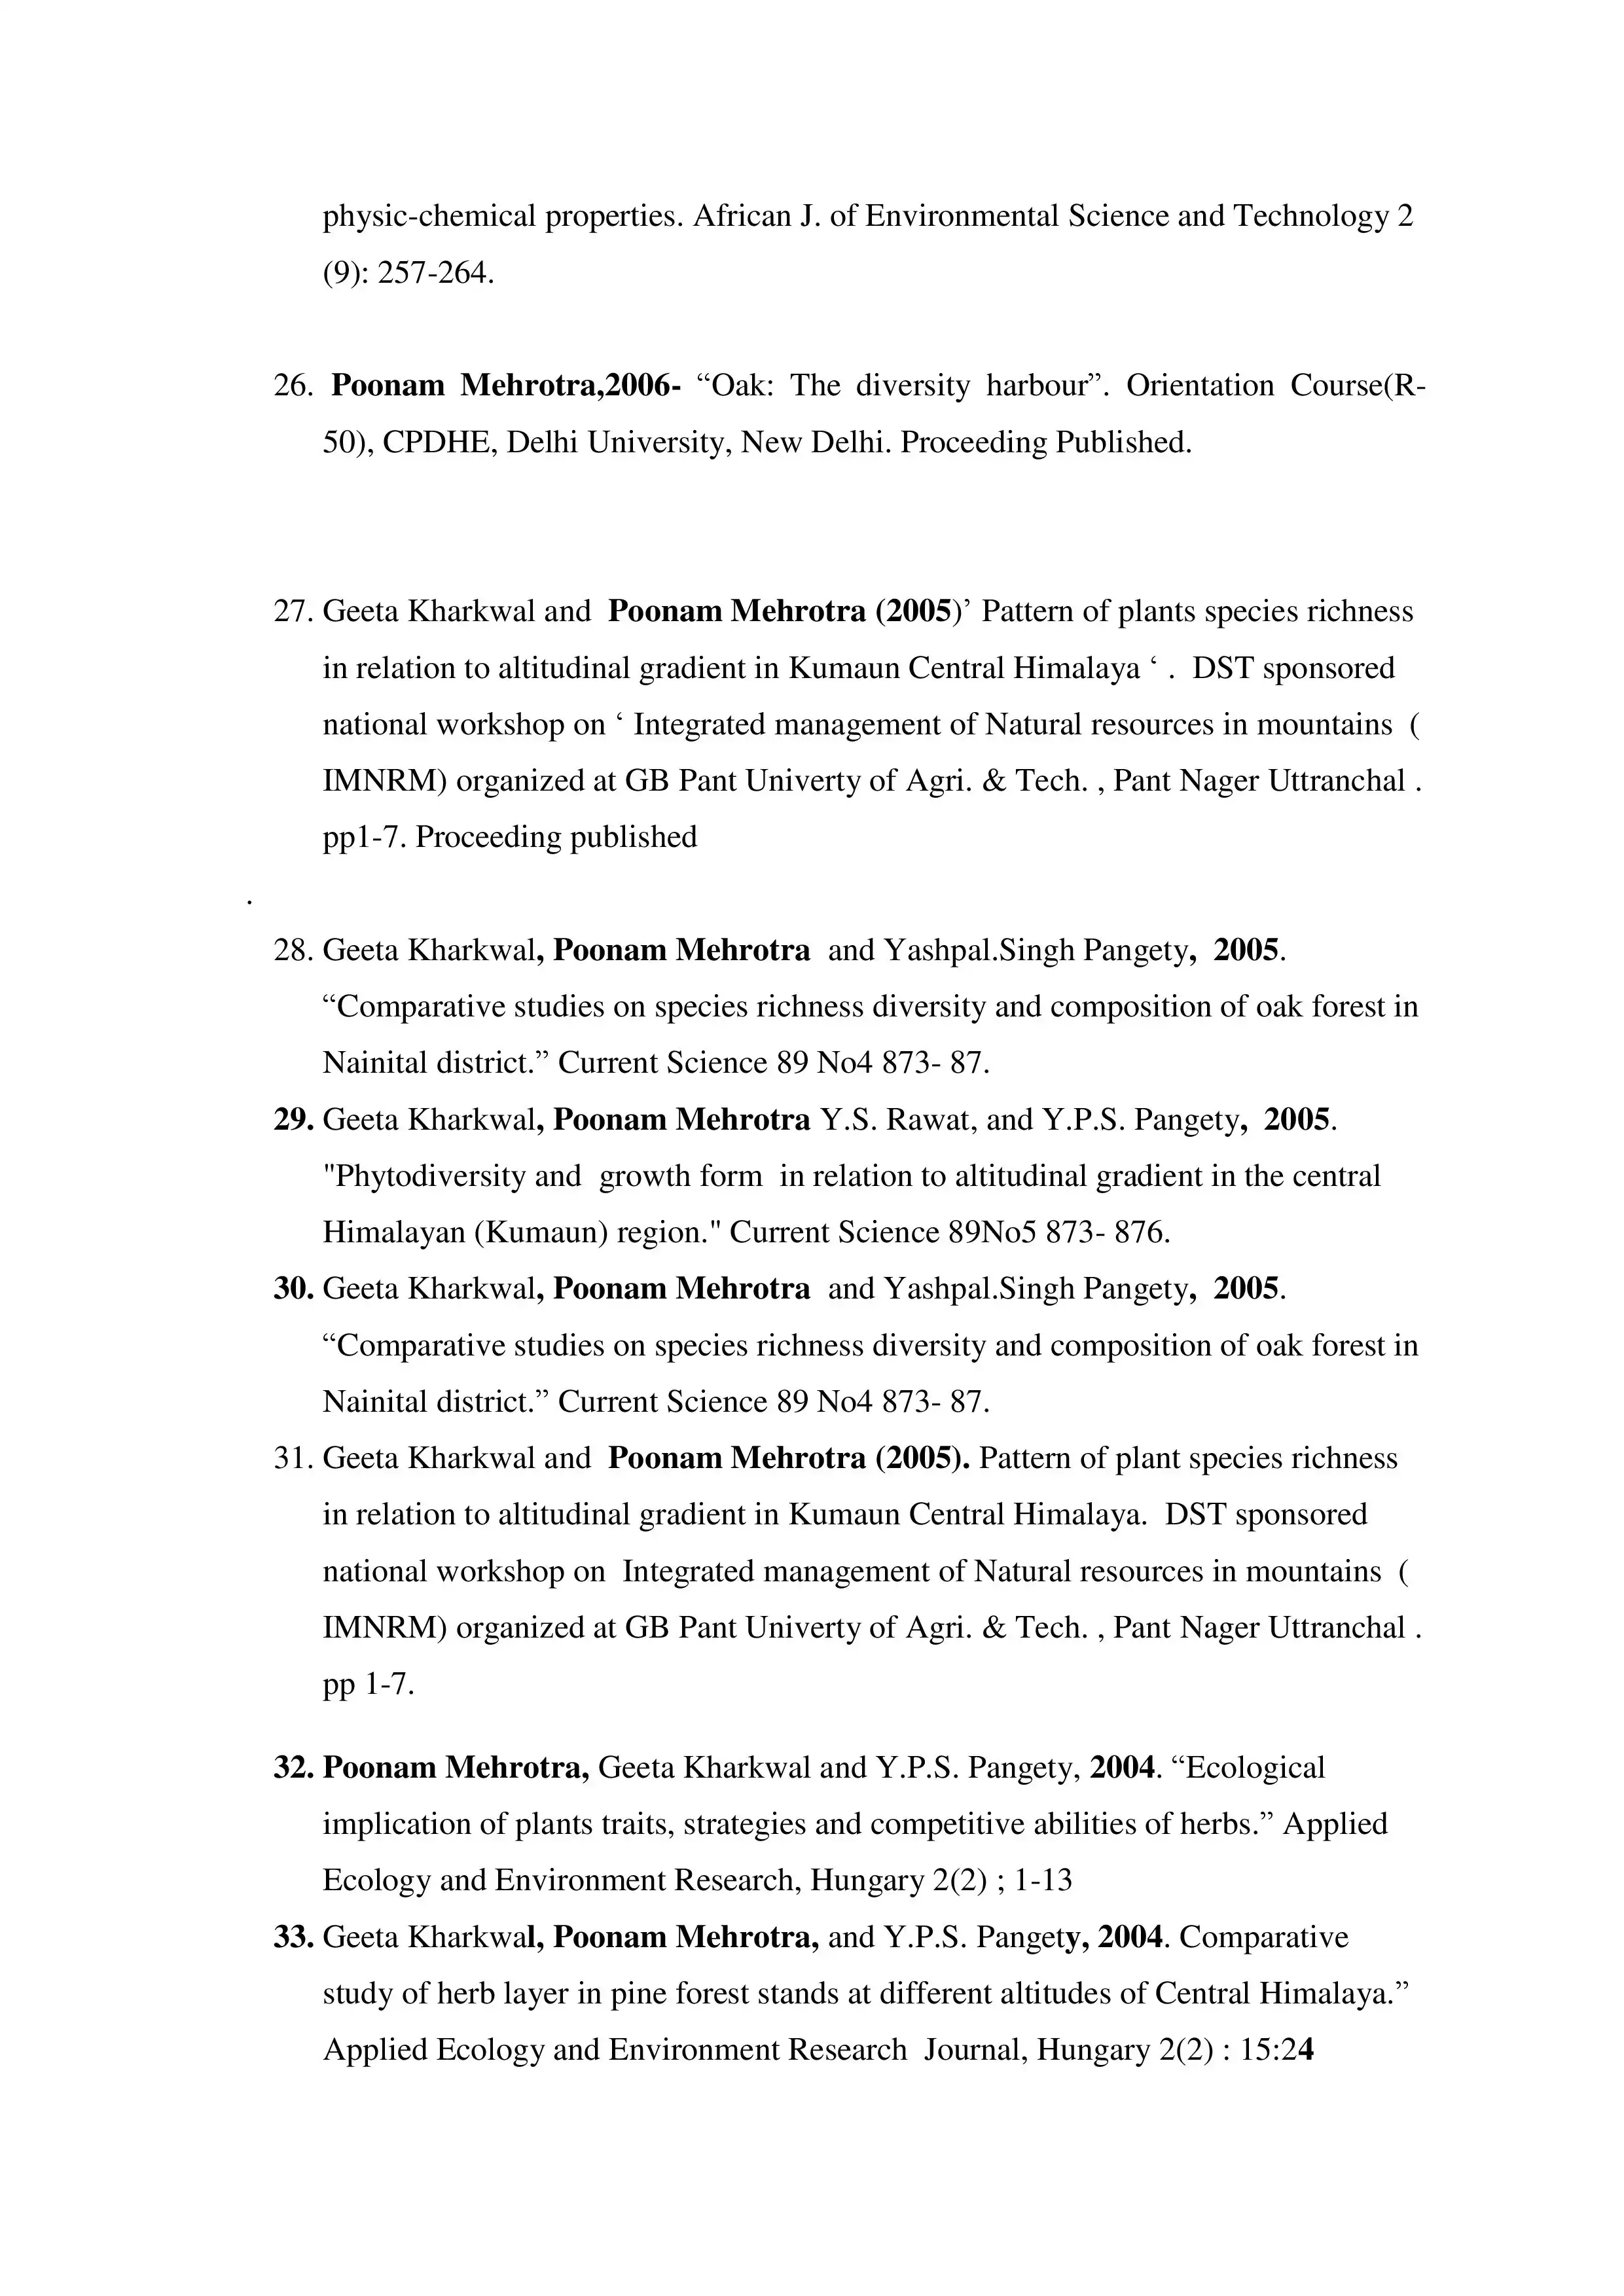 physic-chemical properties. African J. of Environmental Science and Technology 2
(9): 257-264.
26. Poonam Mehrotra,2006- “Oak: The diversity harbour”. Orientation Course(R-
50), CPDHE, Delhi University, New Delhi. Proceeding Published.
27. Geeta Kharkwal and Poonam Mehrotra (2005)’ Pattern of plants species richness
in relation to altitudinal gradient in Kumaun Central Himalaya ‘ . DST sponsored
national workshop on ‘ Integrated management of Natural resources in mountains (
IMNRM) organized at GB Pant Univerty of Agri. & Tech. , Pant Nager Uttranchal .
pp1-7. Proceeding published
.
28. Geeta Kharkwal, Poonam Mehrotra and Yashpal.Singh Pangety, 2005.
“Comparative studies on species richness diversity and composition of oak forest in
Nainital district.” Current Science 89 No4 873- 87.
29. Geeta Kharkwal, Poonam Mehrotra Y.S. Rawat, and Y.P.S. Pangety, 2005.
"Phytodiversity and growth form in relation to altitudinal gradient in the central
Himalayan (Kumaun) region." Current Science 89No5 873- 876.
30. Geeta Kharkwal, Poonam Mehrotra and Yashpal.Singh Pangety, 2005.
“Comparative studies on species richness diversity and composition of oak forest in
Nainital district.” Current Science 89 No4 873- 87.
31. Geeta Kharkwal and Poonam Mehrotra (2005). Pattern of plant species richness
in relation to altitudinal gradient in Kumaun Central Himalaya. DST sponsored
national workshop on Integrated management of Natural resources in mountains (
IMNRM) organized at GB Pant Univerty of Agri. & Tech. , Pant Nager Uttranchal .
pp 1-7.
32. Poonam Mehrotra, Geeta Kharkwal and Y.P.S. Pangety, 2004. “Ecological
implication of plants traits, strategies and competitive abilities of herbs.” Applied
Ecology and Environment Research, Hungary 2(2) ; 1-13
33. Geeta Kharkwal, Poonam Mehrotra, and Y.P.S. Pangety, 2004. Comparative
study of herb layer in pine forest stands at different altitudes of Central Himalaya.”
Applied Ecology and Environment Research Journal, Hungary 2(2) : 15:24